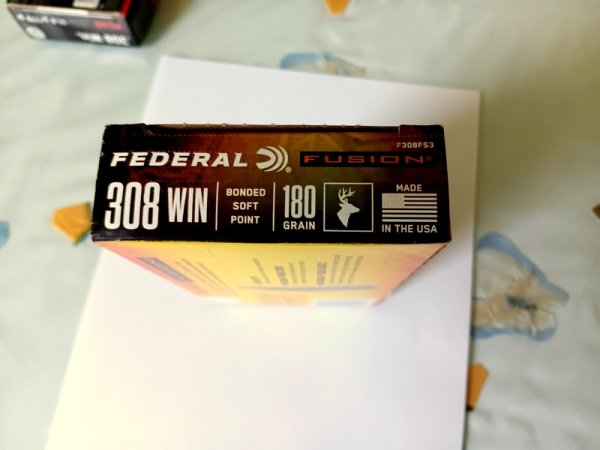 F308FS3
FEDERAL® FUSION®
308 WIN
BONDED
SOFT
POINT
180
GRAIN
MADE
IN THE USA